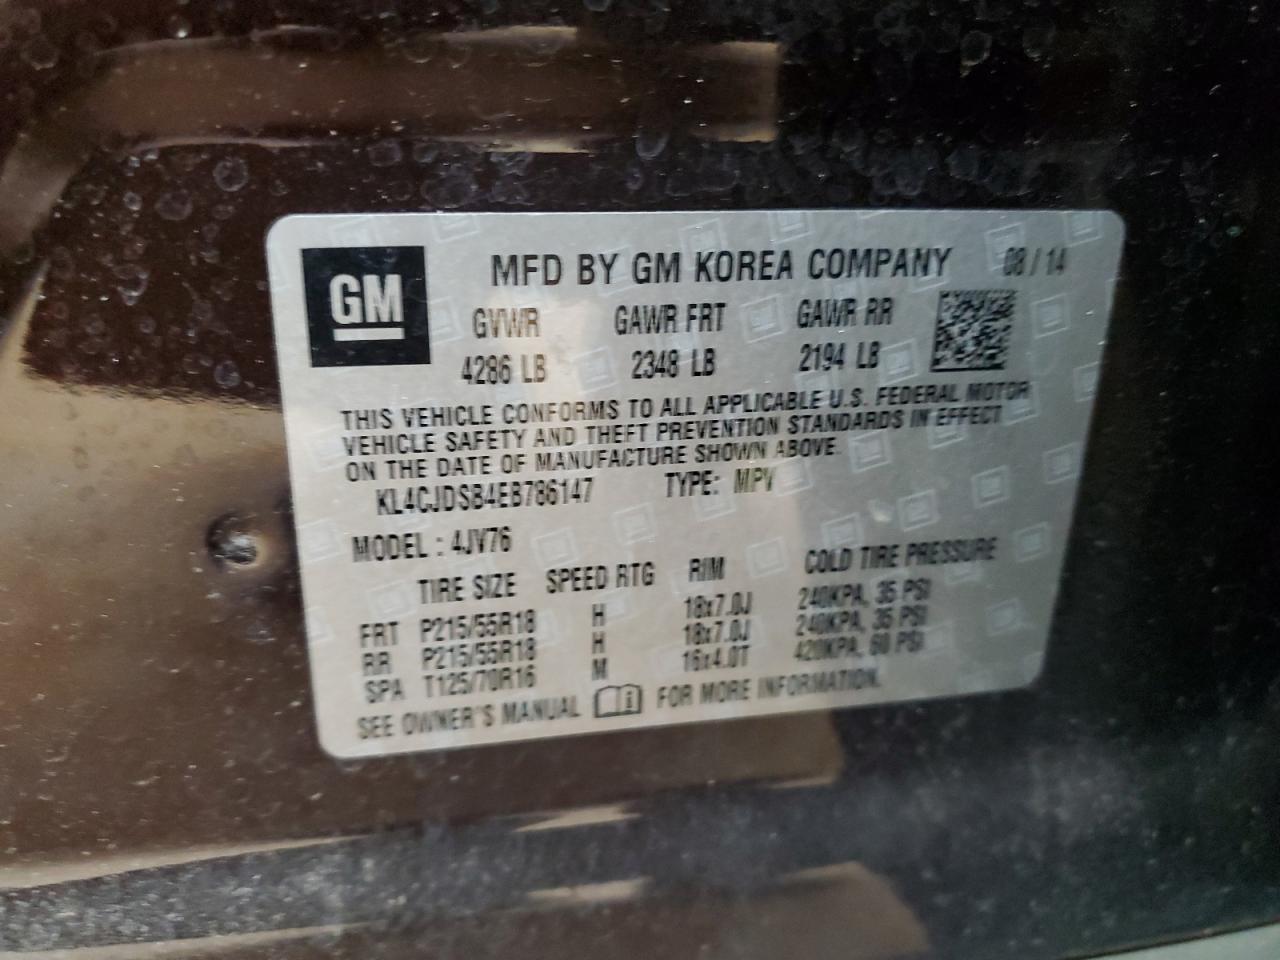 GM
MFD BY GM KOREA COMPANY 08 / 14
GVWR GAWR FRT GAWR RR
4286 LB 2348 LB 2194 LB
THIS VEHICLE CONFORMS TO ALL APPLICABLE U.S. FEDERAL MOTOR
VEHICLE SAFETY AND THEFT PREVENTION STANDARDS IN EFFECT
ON THE DATE OF MANUFACTURE SHOWN ABOVE.
KL4CJDSB4EB786147 TYPE: MPV
MODEL : 4JV76
TIRE SIZE SPEED RTG RIM COLD TIRE PRESSURE
FRT P215/55R18 H 18x7.0J 240KPA, 35 PSI
RR P215/55R18 H 18x7.0J 240KPA, 35 PSI
SPA T125/70R16 M 16x4.0T 420KPA, 60 PSI
SEE OWNER'S MANUAL FOR MORE INFORMATION.